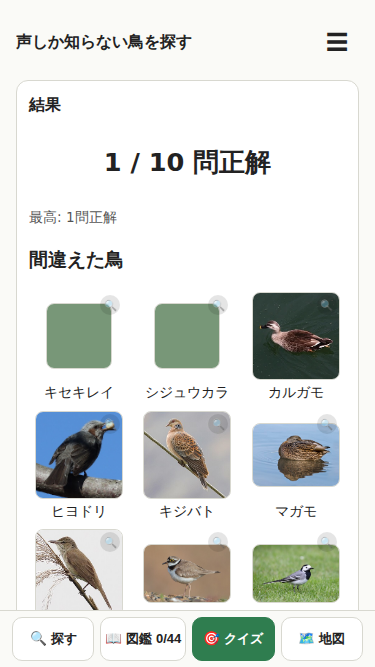 声しか知らない鳥を探す
結果
1 / 10 問正解
最高: 1問正解
間違えた鳥
キセキレイ シジュウカラ カルガモ
ヒヨドリ キジバト マガモ
探す 図鑑 0/44 クイズ 地図